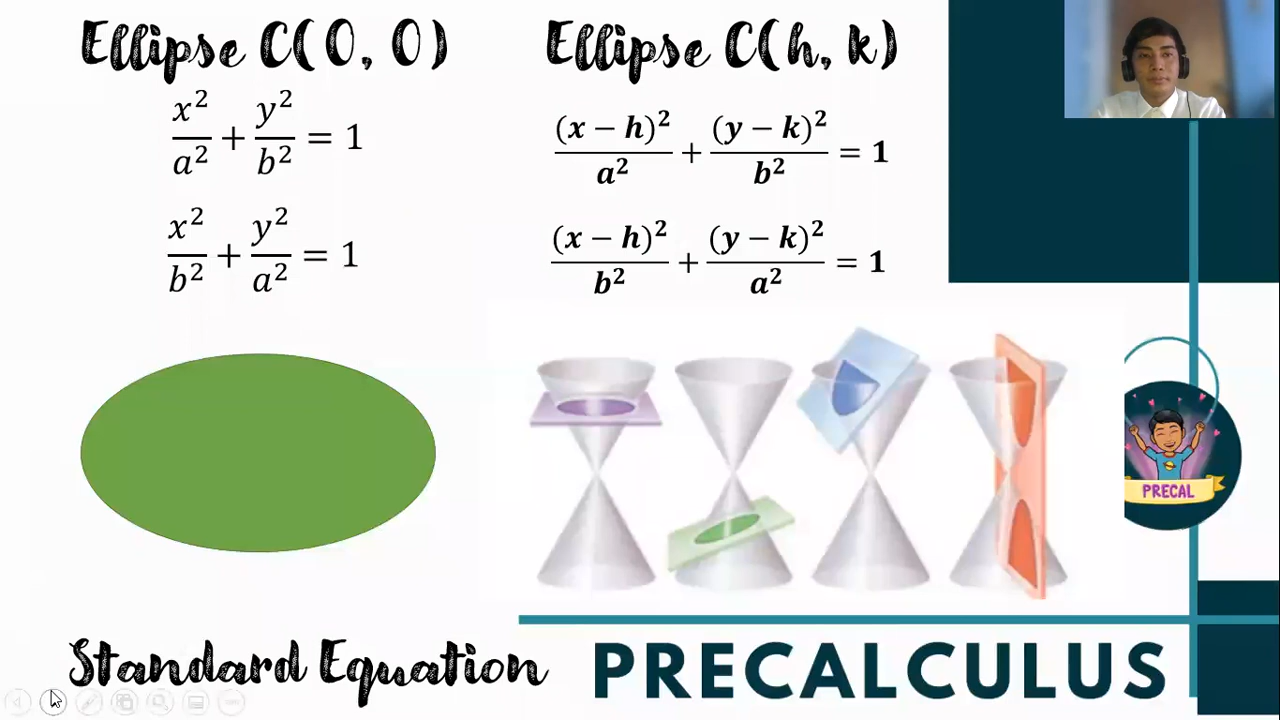 Ellipse C(0, 0)
x²/a² + y²/b² = 1
x²/b² + y²/a² = 1
Ellipse C(h, k)
(x − h)²/a² + (y − k)²/b² = 1
(x − h)²/b² + (y − k)²/a² = 1
PRECAL
Standard Equation
PRECALCULUS